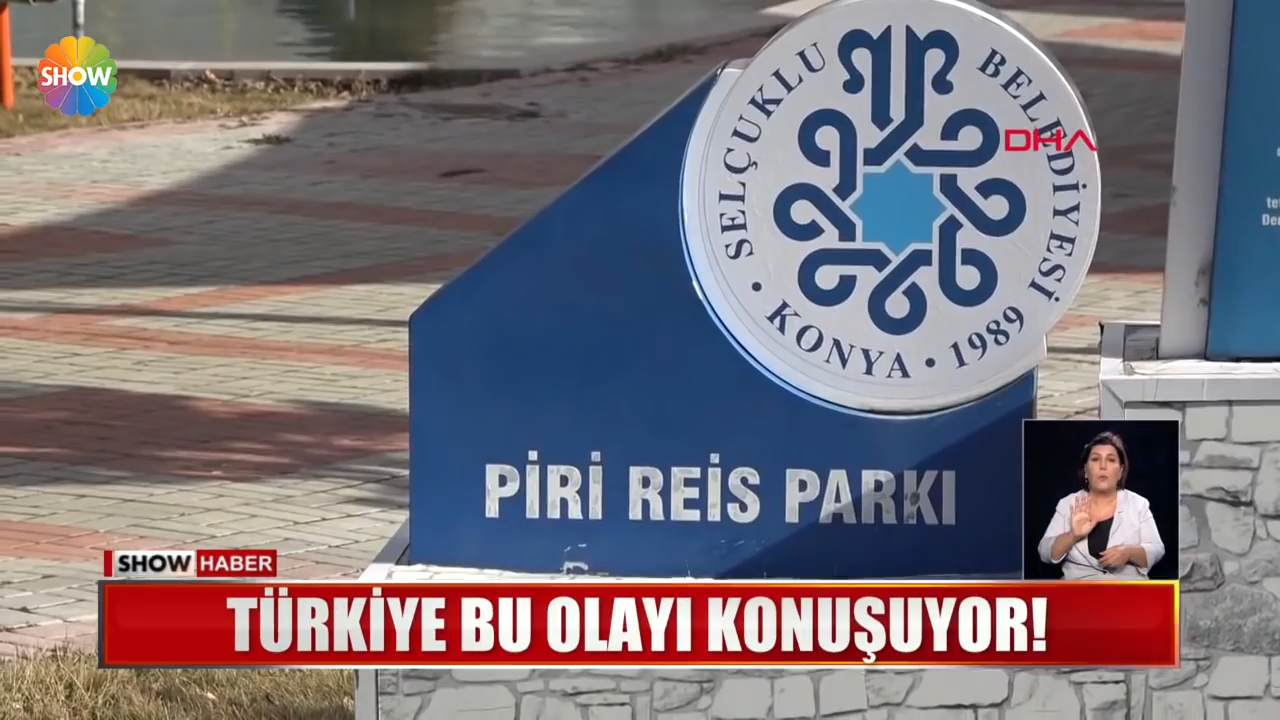 SHOW
SELÇUKLU BELEDİYESİ
• KONYA • 1989
DHA
PİRİ REİS PARKI
SHOW HABER
TÜRKİYE BU OLAYI KONUŞUYOR!